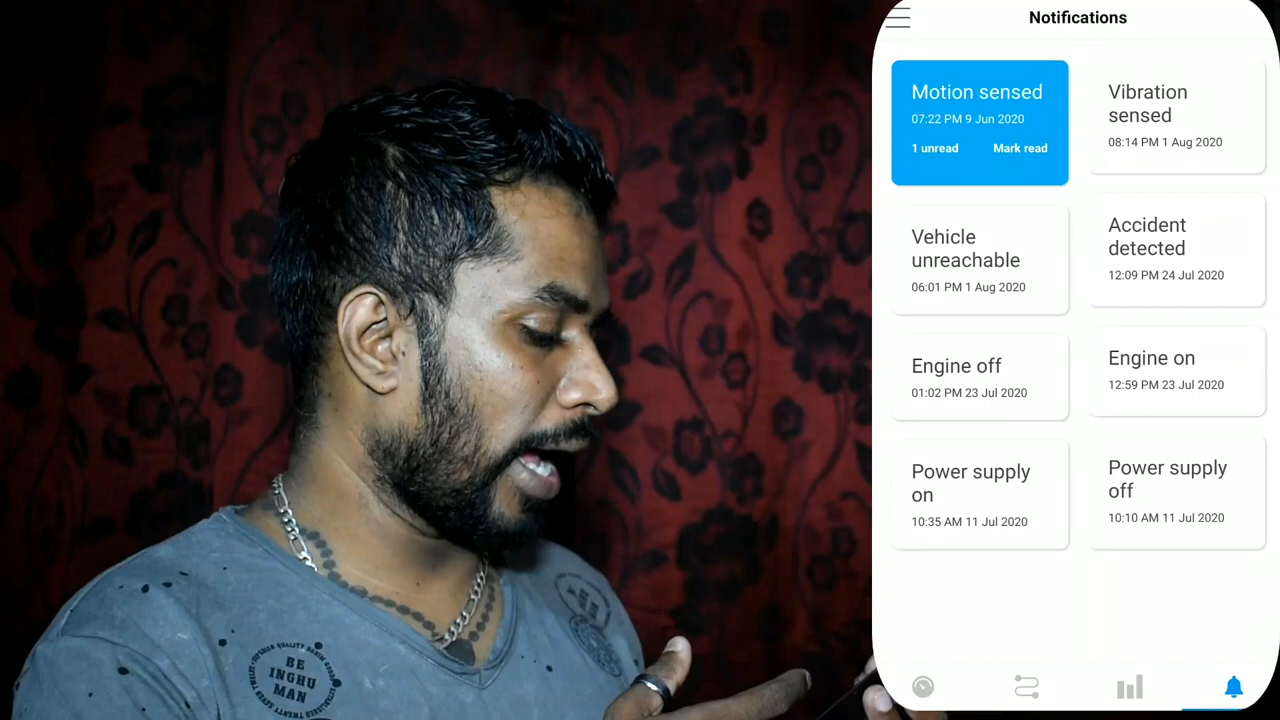 Notifications
Motion sensed
07:22 PM 9 Jun 2020
1 unread Mark read
Vibration
sensed
08:14 PM 1 Aug 2020
Vehicle
unreachable
06:01 PM 1 Aug 2020
Accident
detected
12:09 PM 24 Jul 2020
Engine off
01:02 PM 23 Jul 2020
Engine on
12:59 PM 23 Jul 2020
Power supply
on
10:35 AM 11 Jul 2020
Power supply
off
10:10 AM 11 Jul 2020
BE
INGHU
MAN